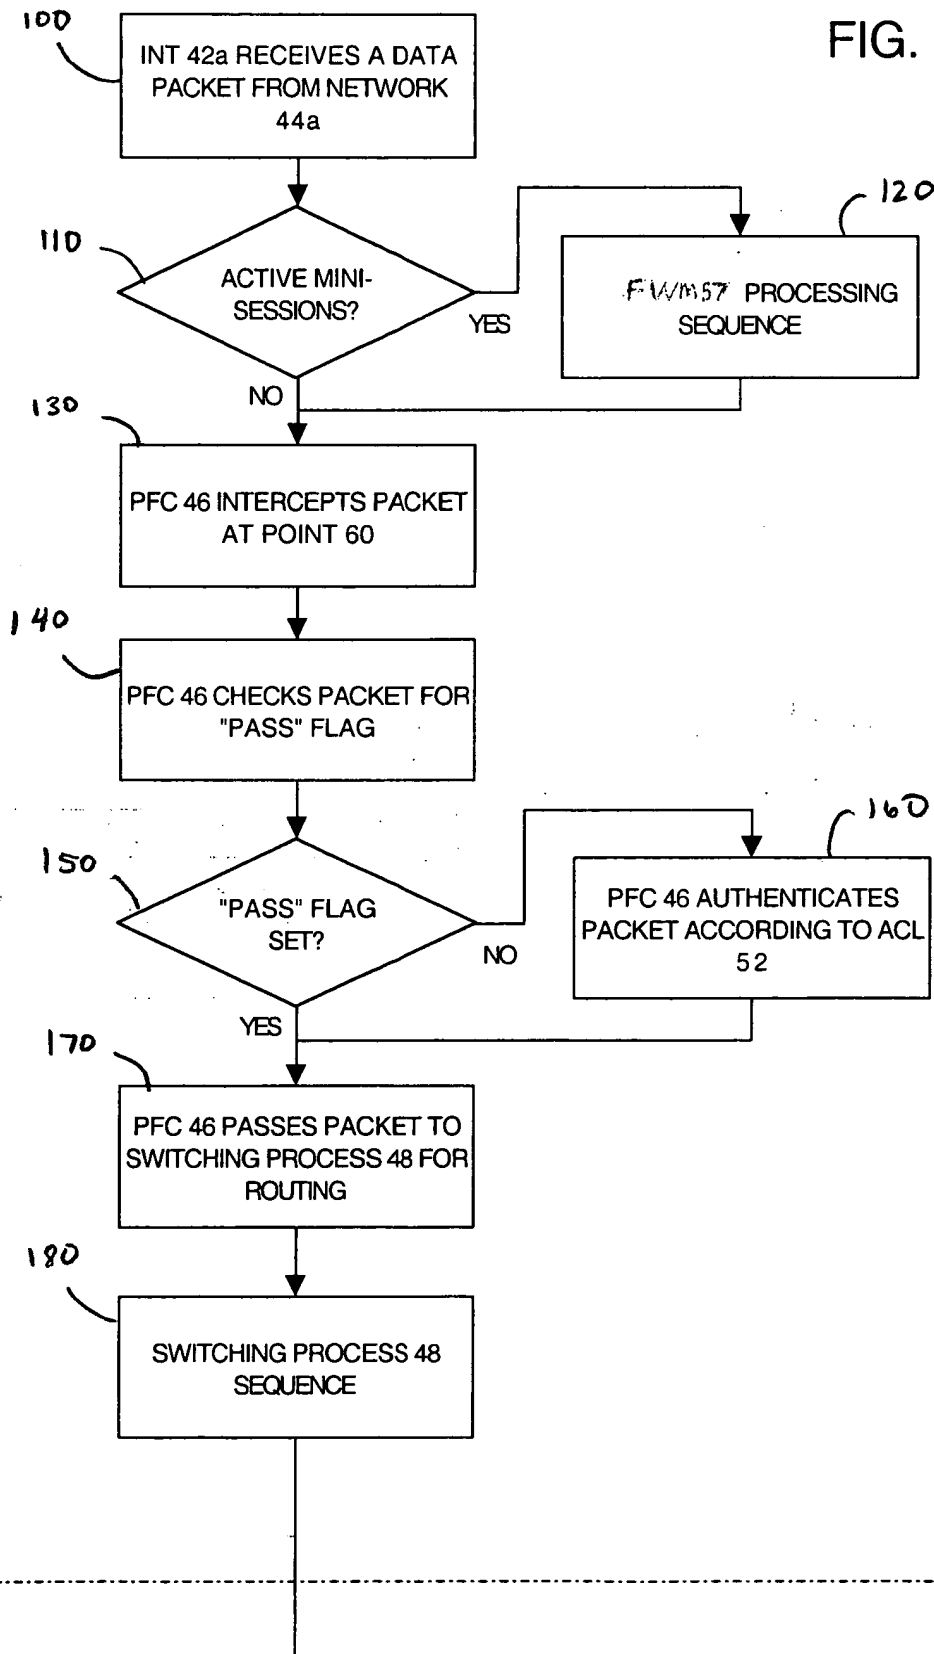 FIG.
100
INT 42a RECEIVES A DATA
PACKET FROM NETWORK
44a
110
ACTIVE MINI-
SESSIONS?
YES
NO
120
FWM57 PROCESSING
SEQUENCE
130
PFC 46 INTERCEPTS PACKET
AT POINT 60
140
PFC 46 CHECKS PACKET FOR
"PASS" FLAG
150
"PASS" FLAG
SET?
NO
YES
160
PFC 46 AUTHENTICATES
PACKET ACCORDING TO ACL
52
170
PFC 46 PASSES PACKET TO
SWITCHING PROCESS 48 FOR
ROUTING
180
SWITCHING PROCESS 48
SEQUENCE